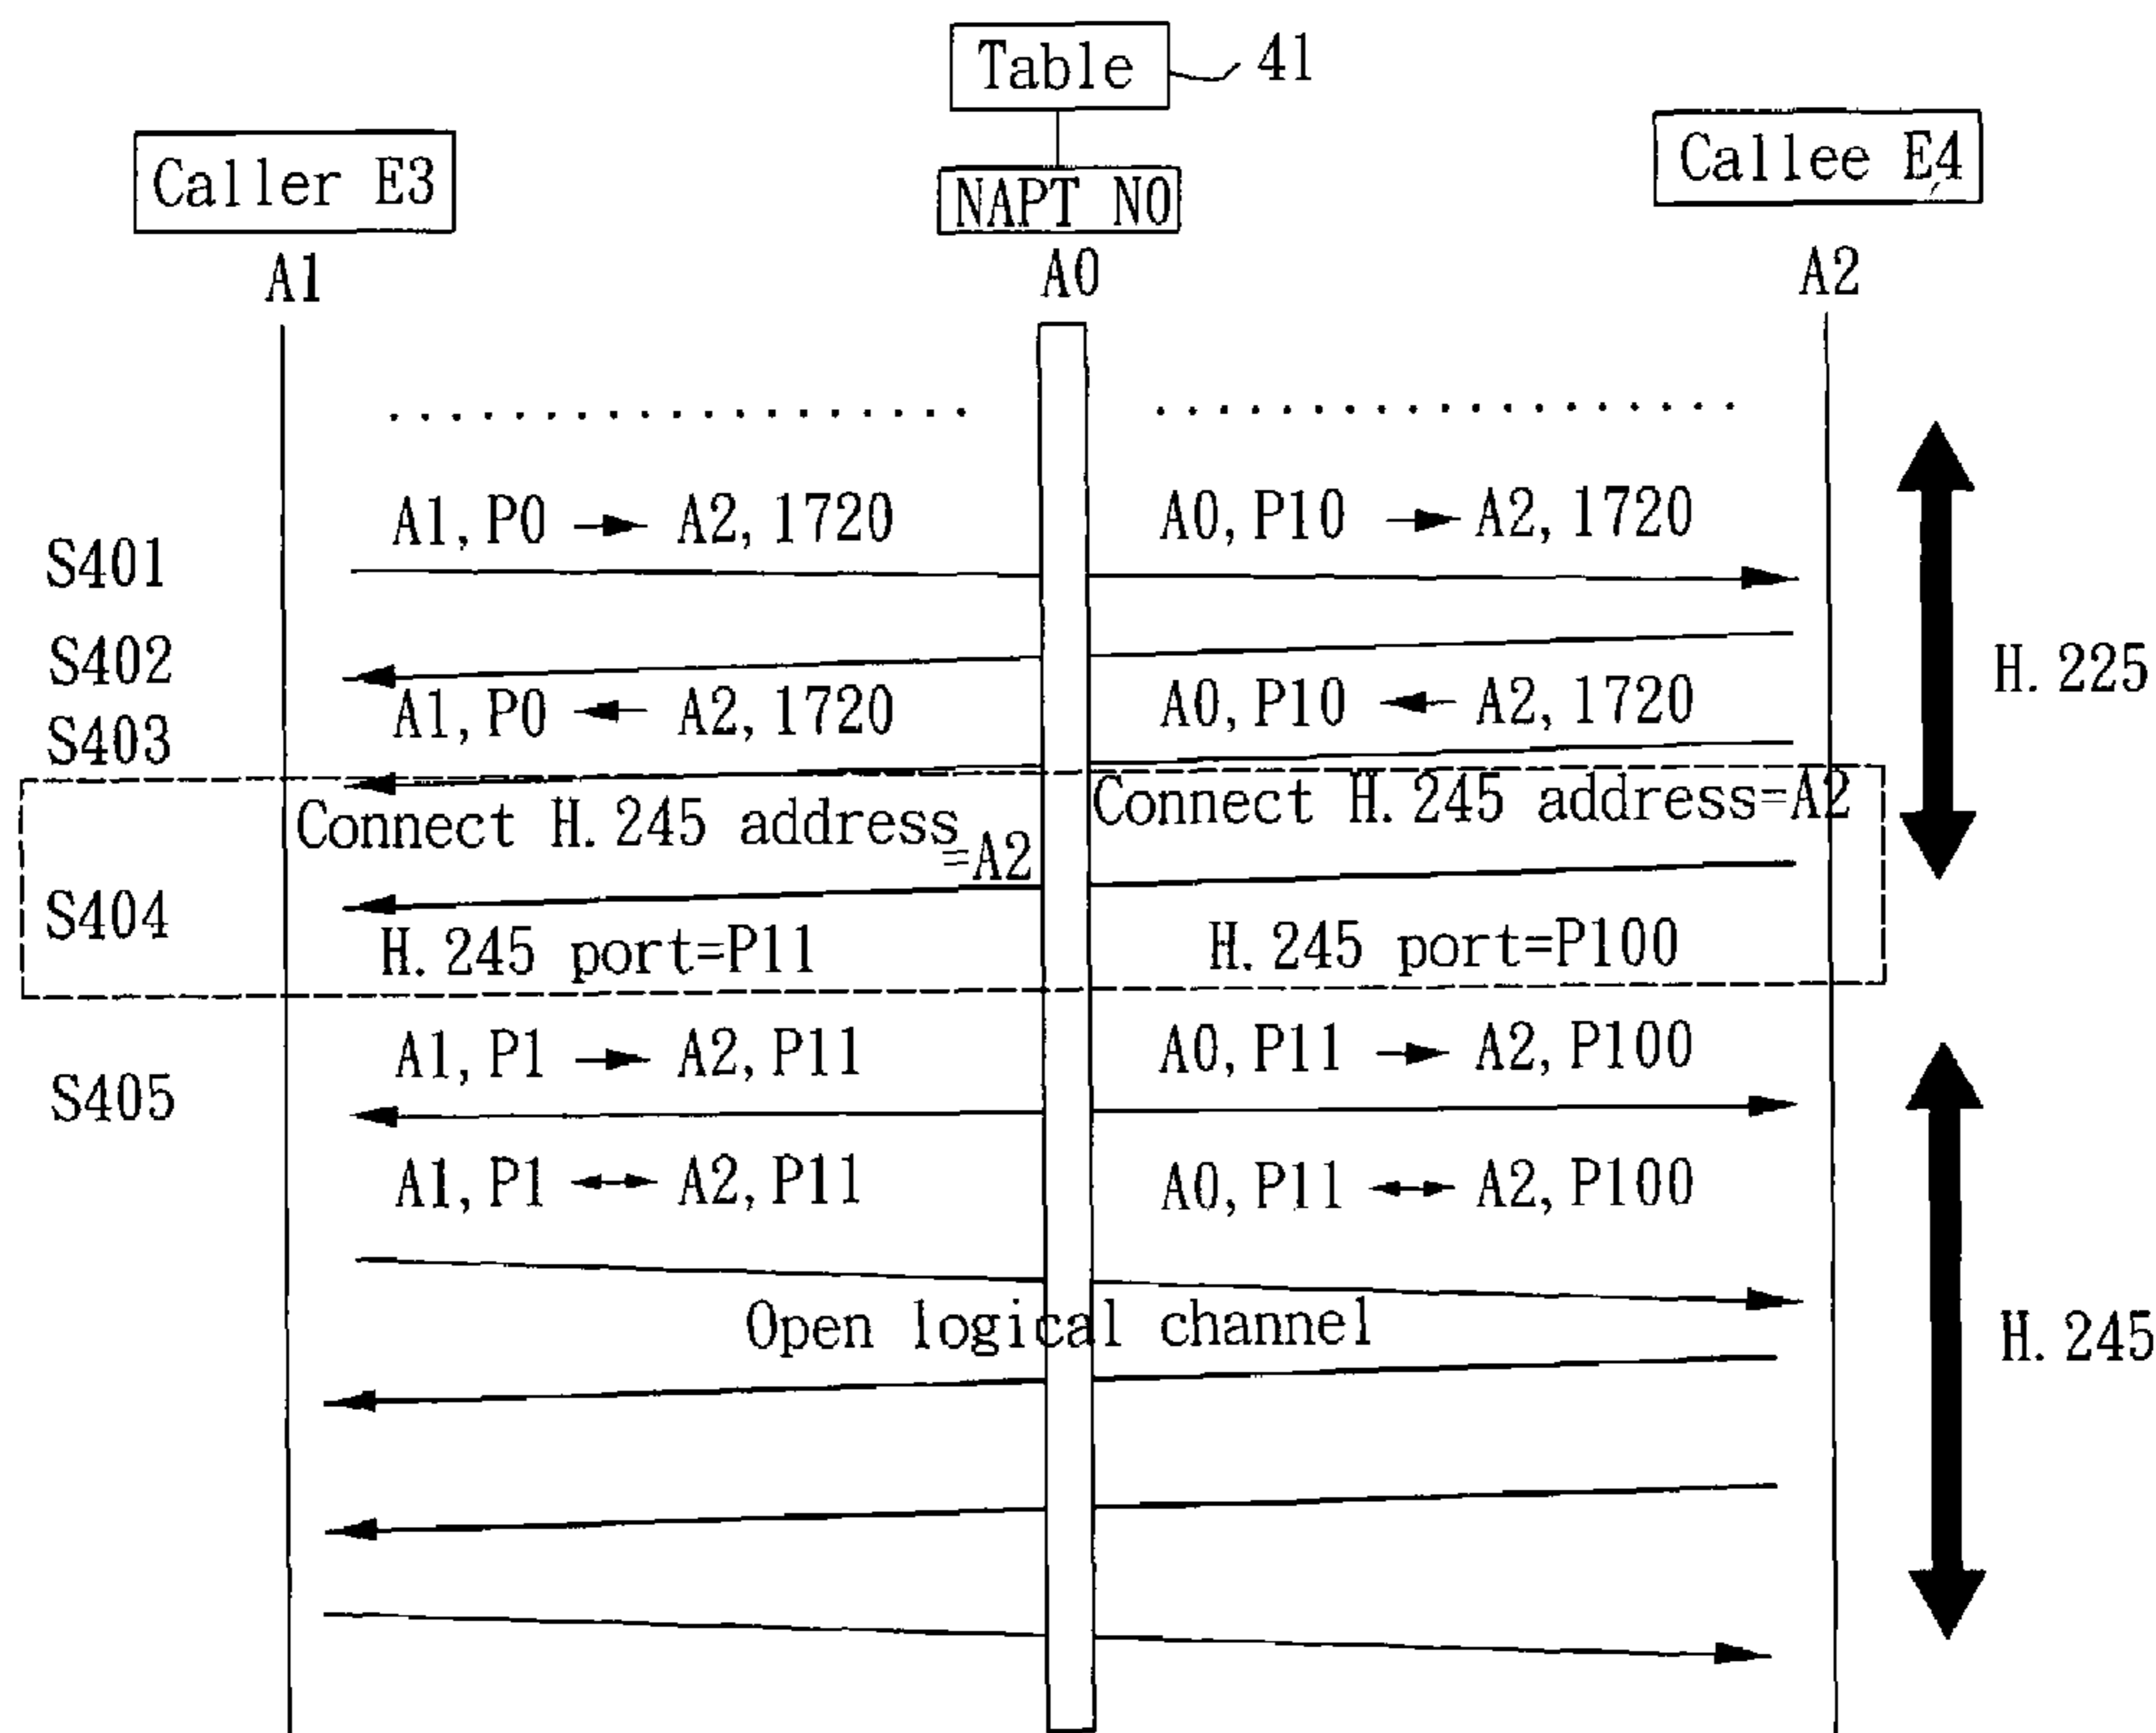 Table
41
Caller E3
NAPT N0
Callee E4
A1
A0
A2
A1, P0 → A2, 1720
A0, P10 → A2, 1720
S401
S402
H. 225
A1, P0 ← A2, 1720
A0, P10 ← A2, 1720
S403
Connect H. 245 address
=A2
Connect H. 245 address=A2
S404
H. 245 port=P11
H. 245 port=P100
A1, P1 → A2, P11
A0, P11 → A2, P100
S405
A1, P1 ↔ A2, P11
A0, P11 ↔ A2, P100
Open logical channel
H. 245